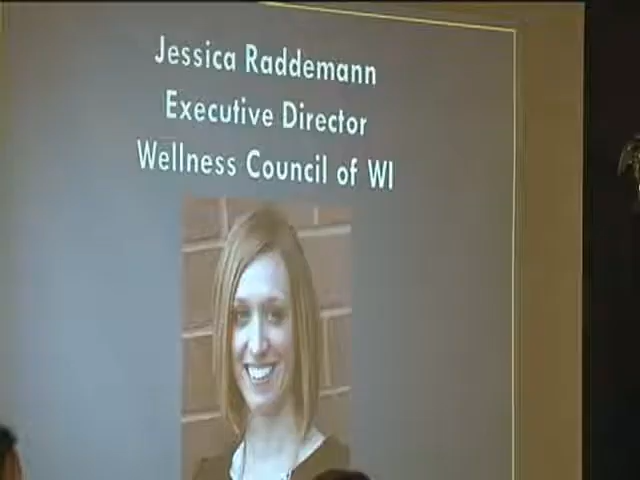 Jessica Raddemann
Executive Director
Wellness Council of WI